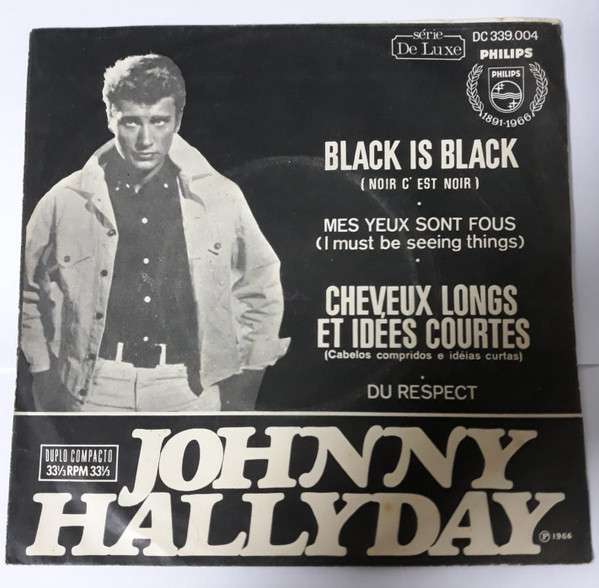 série
De Luxe
DC 339.004
PHILIPS
PHILIPS
1891-1966
BLACK IS BLACK
(NOIR C'EST NOIR)
MES YEUX SONT FOUS
(I must be seeing things)
CHEVEUX LONGS
ET IDÉES COURTES
(Cabelos compridos e idéias curtas)
DU RESPECT
DUPLO COMPACTO
33⅓ RPM 33⅓
JOHNNY
HALLYDAY
℗ 1966